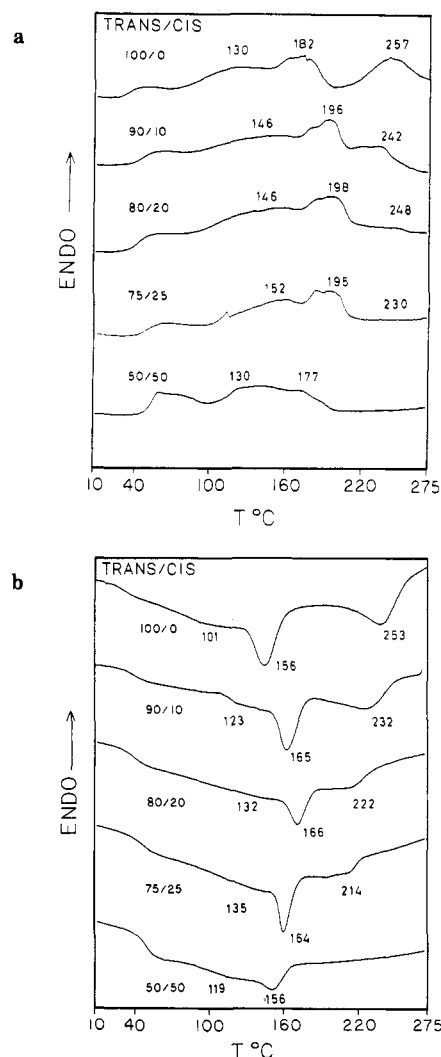 a
TRANS/CIS
100/0 130 182 257
90/10 146 196 242
80/20 146 198 248
75/25 152 195 230
50/50 130 177
ENDO
10 40 100 160 220 275
T °C
b
TRANS/CIS
100/0 101 156 253
90/10 123 165 232
80/20 132 166 222
75/25 135 164 214
50/50 119 156
ENDO
10 40 100 160 220 275
T °C